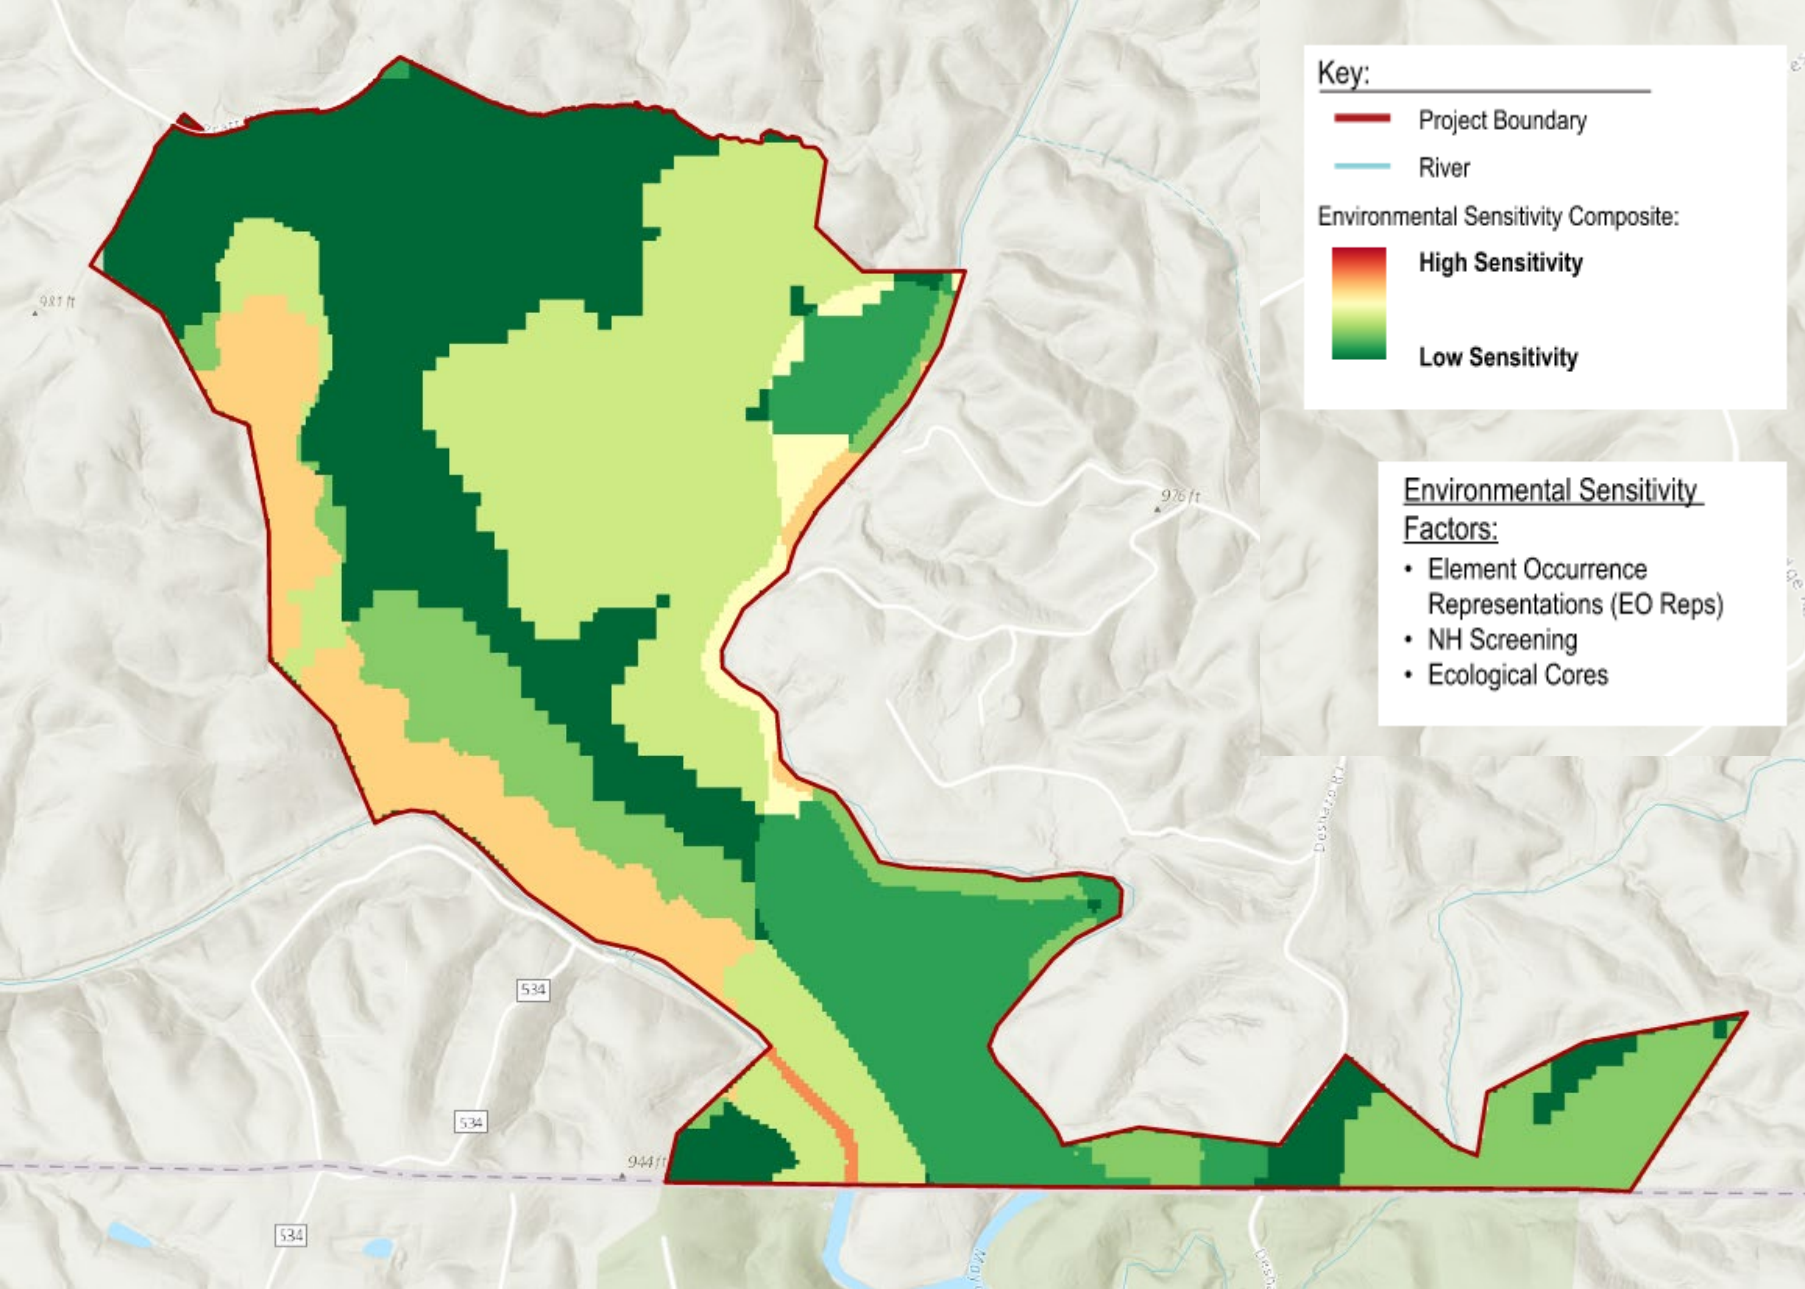 Key:
Project Boundary
River
Environmental Sensitivity Composite:
High Sensitivity
Low Sensitivity
Environmental Sensitivity
Factors:
• Element Occurrence
Representations (EO Reps)
• NH Screening
• Ecological Cores
981 ft
976 ft
534
534
944 ft
534